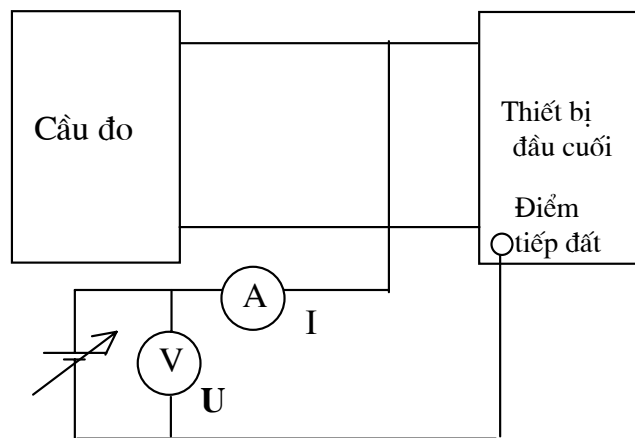 Cầu đo
Thiết bị
đầu cuối
Điểm
tiếp đất
A
I
V
U